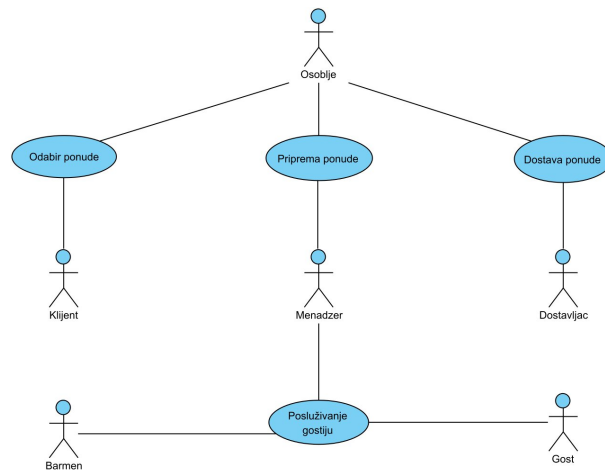 Osoblje
Odabir ponude
Priprema ponude
Dostava ponude
Klijent
Menadzer
Dostavljac
Posluživanje
gostiju
Barmen
Gost